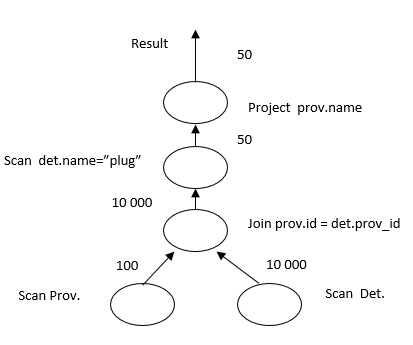 Result
50
Project prov.name
50
Scan det.name=”plug”
10 000
Join prov.id = det.prov_id
100
10 000
Scan Prov.
Scan Det.